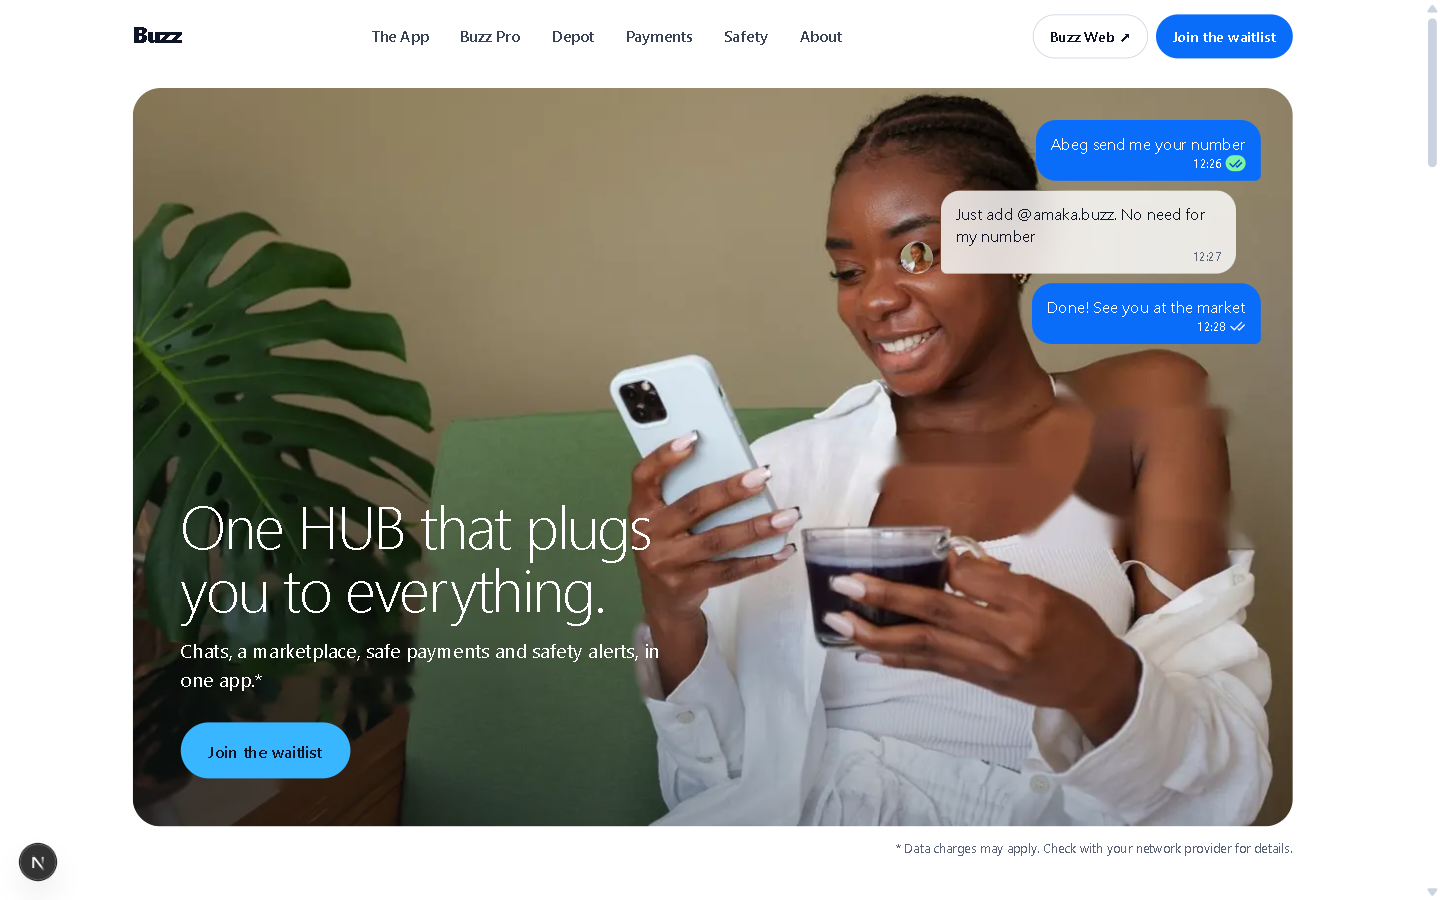 Buzz
The App
Buzz Pro
Depot
Payments
Safety
About
Buzz Web ↗
Join the waitlist
Abeg send me your number
12:26
Just add @amaka.buzz. No need for
my number
12:27
Done! See you at the market
12:28
One HUB that plugs
you to everything.
Chats, a marketplace, safe payments and safety alerts, in
one app.*
Join the waitlist
* Data charges may apply. Check with your network provider for details.
N